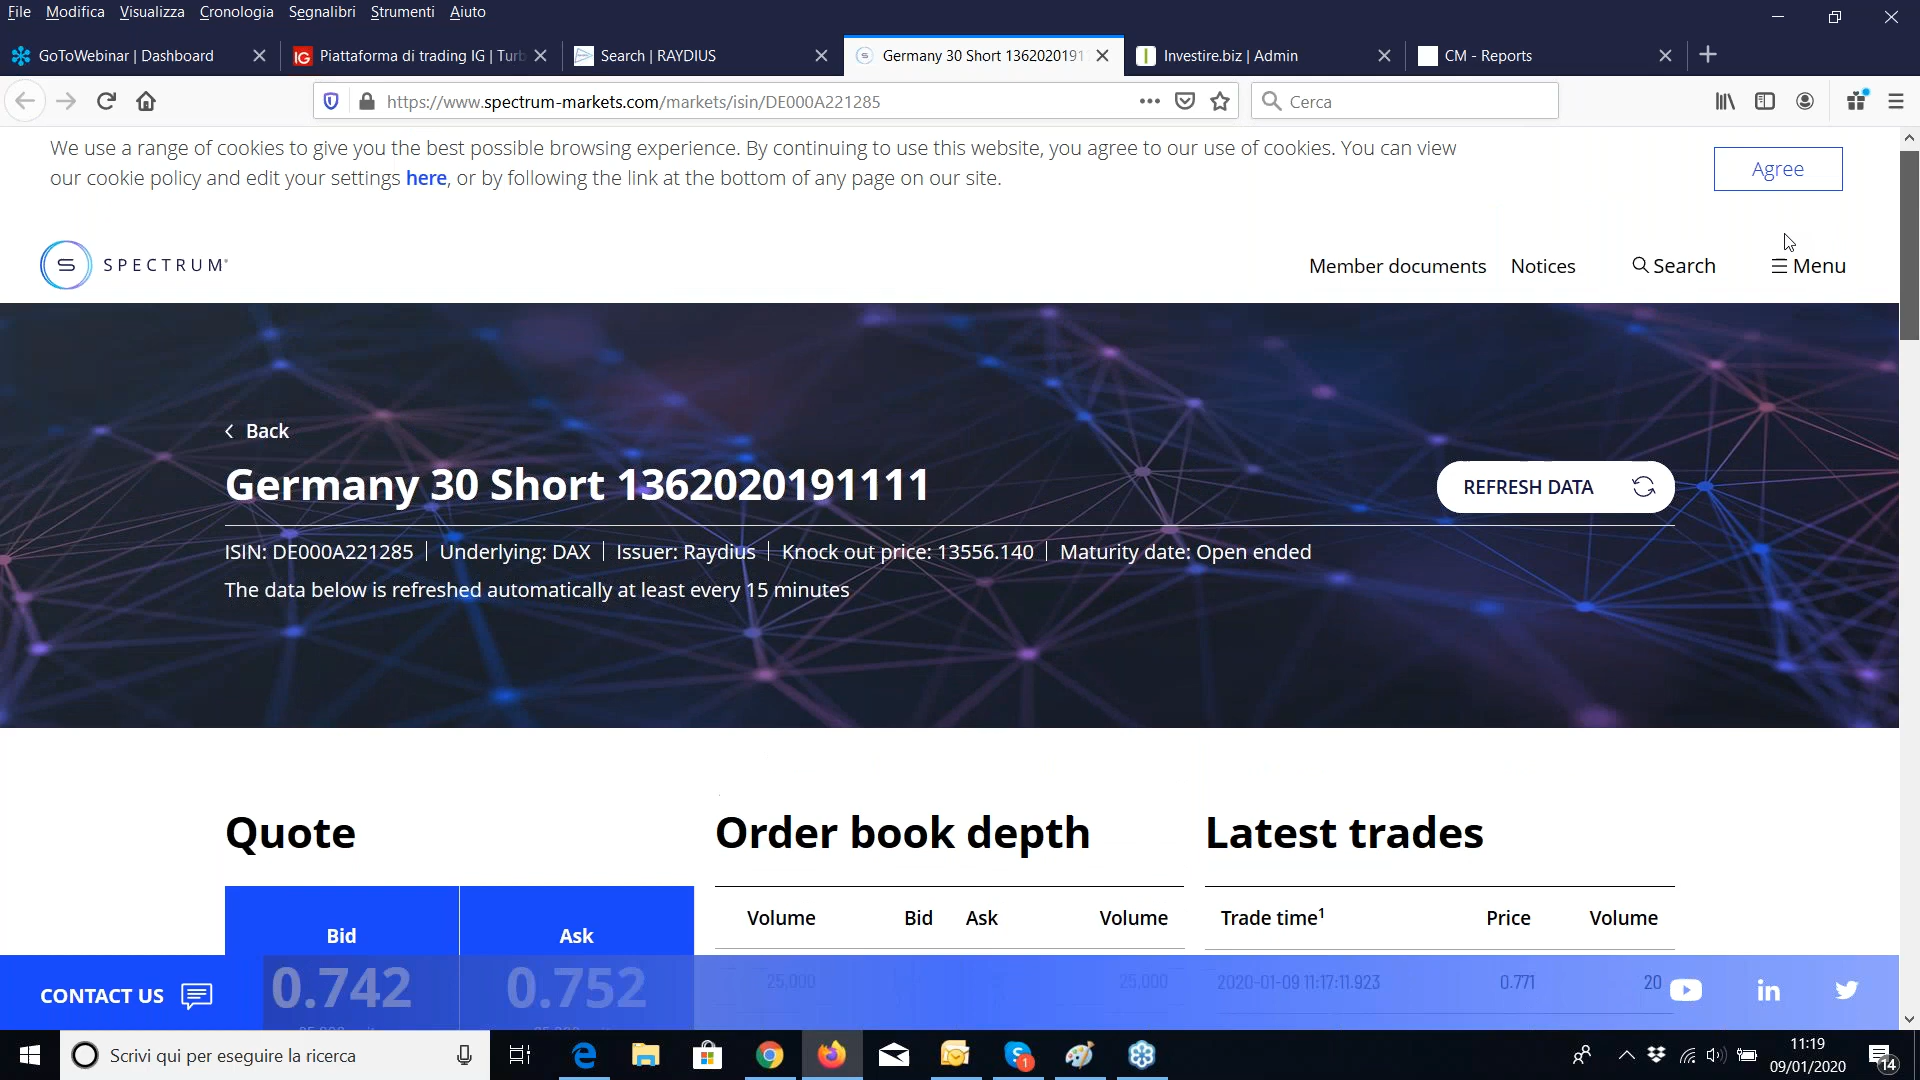 File Modifica Visualizza Cronologia Segnalibri Strumenti Aiuto
GoToWebinar | Dashboard
Piattaforma di trading IG | Turb
Search | RAYDIUS
Germany 30 Short 1362020191
Investire.biz | Admin
CM - Reports
https://www.spectrum-markets.com/markets/isin/DE000A221285
Cerca
We use a range of cookies to give you the best possible browsing experience. By continuing to use this website, you agree to our use of cookies. You can view
our cookie policy and edit your settings here, or by following the link at the bottom of any page on our site.
Agree
SPECTRUM
Member documents Notices Search Menu
Back
Germany 30 Short 1362020191111
REFRESH DATA
ISIN: DE000A221285 | Underlying: DAX | Issuer: Raydius | Knock out price: 13556.140 | Maturity date: Open ended
The data below is refreshed automatically at least every 15 minutes
Quote
Order book depth
Latest trades
Bid Ask
Volume Bid Ask Volume
Trade time1 Price Volume
0.742 0.752
25,000 25,000
2020-01-09 11:17:11.923 0.771 20
CONTACT US
Scrivi qui per eseguire la ricerca
1
11:19
09/01/2020
14